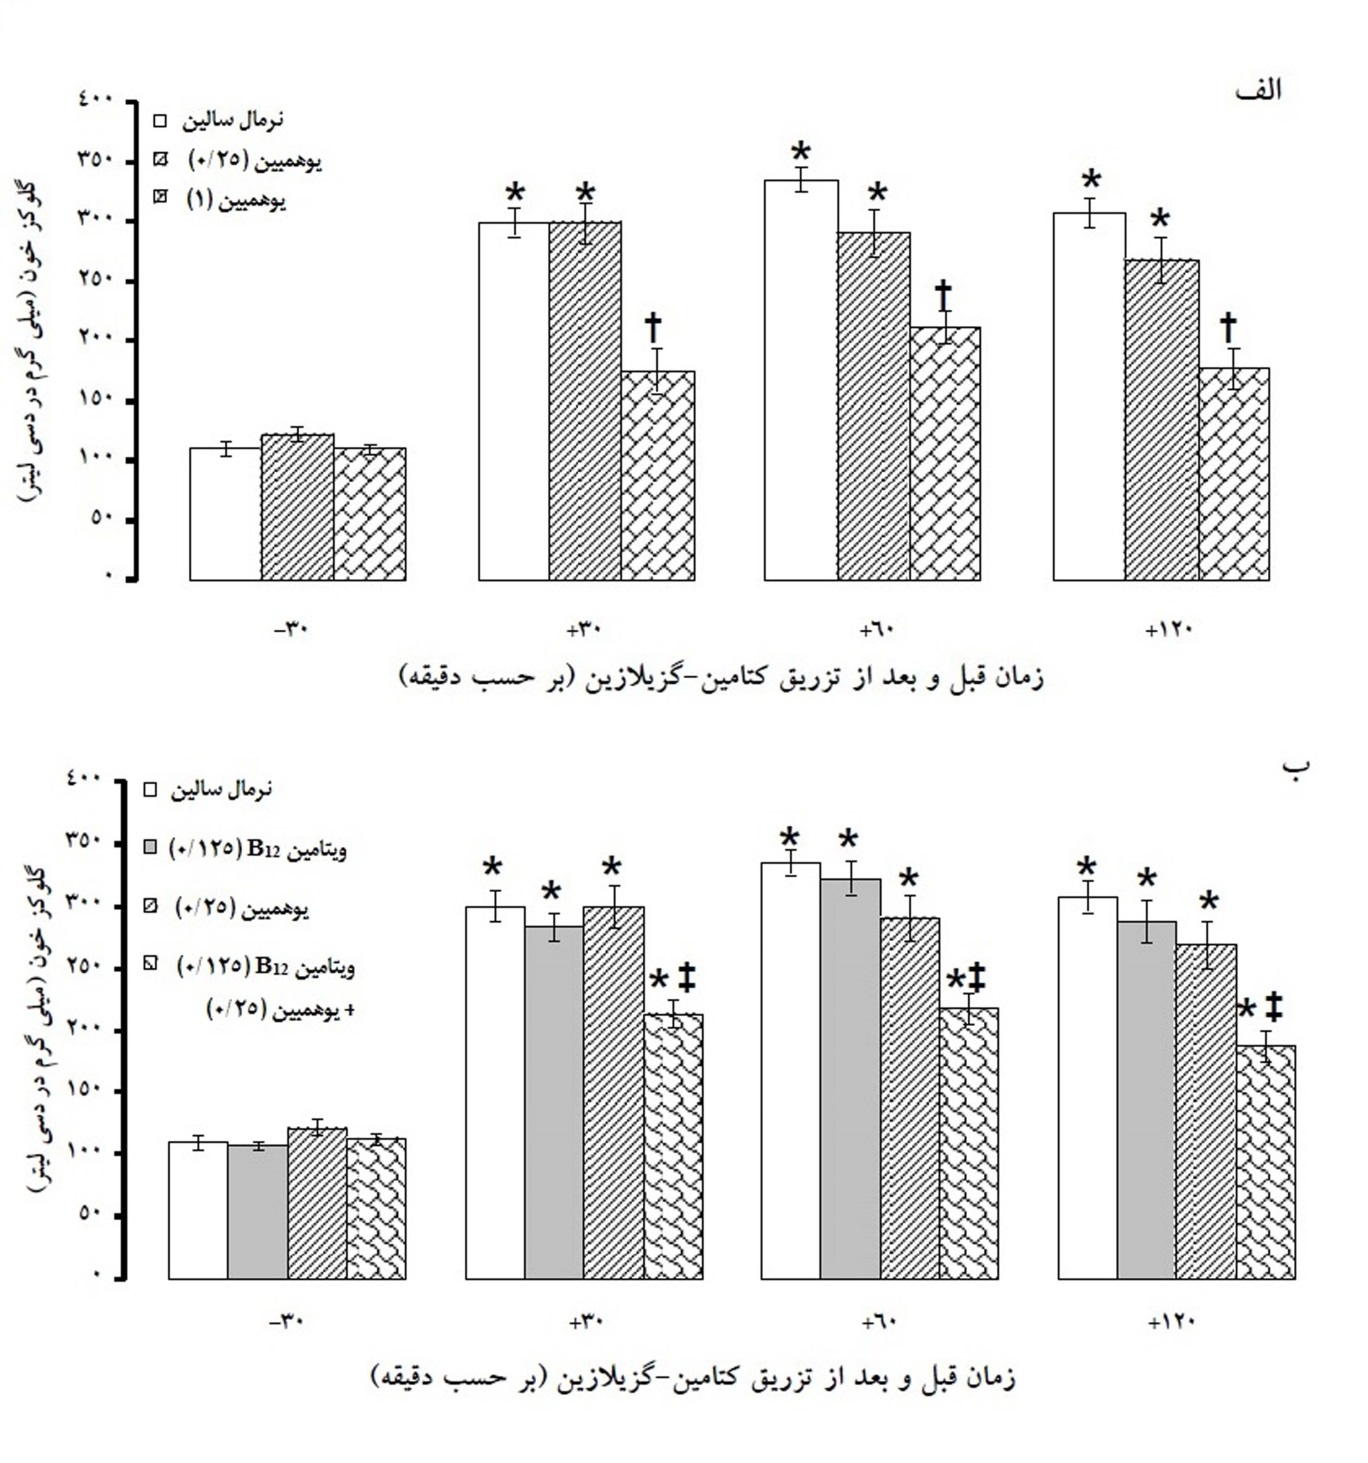 الف
نرمال سالین
یوهمبین (۰/۲۵)
یوهمبین (۱)
گلوکز خون (میلی گرم در دسی لیتر)
٤۰۰
۳۵۰
۳۰۰
۲۵۰
۲۰۰
۱۵۰
۱۰۰
۵۰
۰
* * †
* * †
* * †
−۳۰ +۳۰ +٦۰ +۱۲۰
زمان قبل و بعد از تزریق کتامین-گزیلازین (بر حسب دقیقه)
ب
نرمال سالین
ویتامین B12 (۰/۱۲۵)
یوهمبین (۰/۲۵)
ویتامین B12 (۰/۱۲۵)
+ یوهمبین (۰/۲۵)
گلوکز خون (میلی گرم در دسی لیتر)
٤۰۰
۳۵۰
۳۰۰
۲۵۰
۲۰۰
۱۵۰
۱۰۰
۵۰
۰
* * * *‡
* * * *‡
* * * *‡
−۳۰ +۳۰ +٦۰ +۱۲۰
زمان قبل و بعد از تزریق کتامین-گزیلازین (بر حسب دقیقه)